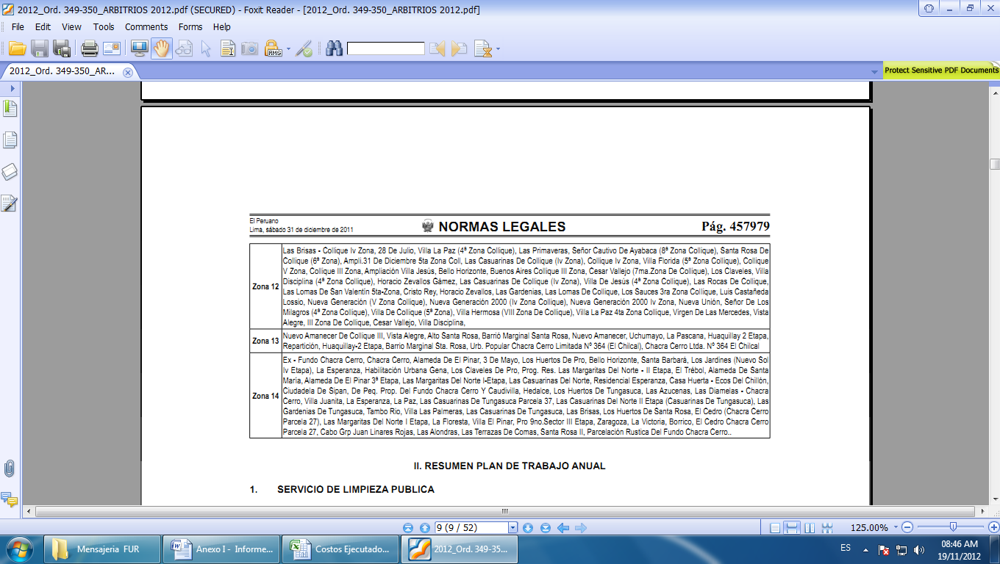 2012_Ord. 349-350_ARBITRIOS 2012.pdf (SECURED) - Foxit Reader - [2012_Ord. 349-350_ARBITRIOS 2012.pdf]
File Edit View Tools Comments Forms Help
RMS
2012_Ord. 349-350_AR...
Protect Sensitive PDF Documents
El Peruano
Lima, sábado 31 de diciembre de 2011
NORMAS LEGALES
Pág. 457979
Zona 12
Las Brisas - Collique Iv Zona, 28 De Julio, Villa La Paz (4ª Zona Collique), Las Primaveras, Señor Cautivo De Ayabaca (8ª Zona Collique), Santa Rosa De
Collique (6ª Zona), Ampli.31 De Diciembre 5ta Zona Coll, Las Casuarinas De Collique (Iv Zona), Collique Iv Zona, Villa Florida (5ª Zona Collique), Collique
V Zona, Collique III Zona, Ampliación Villa Jesús, Bello Horizonte, Buenos Aires Collique III Zona, Cesar Vallejo (7ma.Zona De Collique), Los Claveles, Villa
Disciplina (4ª Zona Collique), Horacio Zevallos Gámez, Las Casuarinas De Collique (Iv Zona), Villa De Jesús (4ª Zona Collique), Las Rocas De Collique,
Las Lomas De San Valentín 5ta-Zona, Cristo Rey, Horacio Zevallos, Las Gardenias, Las Lomas De Collique, Los Sauces 3ra Zona Collique, Luis Castañeda
Lossio, Nueva Generación (V Zona Collique), Nueva Generación 2000 (Iv Zona Collique), Nueva Generación 2000 Iv Zona, Nueva Unión, Señor De Los
Milagros (4ª Zona Collique), Villa De Collique (5ª Zona), Villa Hermosa (VIII Zona De Collique), Villa La Paz 4ta Zona Collique, Virgen De Las Mercedes, Vista
Alegre, III Zona De Collique, Cesar Vallejo, Villa Disciplina,
Zona 13
Nuevo Amanecer De Collique III, Vista Alegre, Alto Santa Rosa, Barrió Marginal Santa Rosa, Nuevo Amanecer, Uchumayo, La Pascana, Huaquillay 2 Etapa,
Repartición, Huaquillay-2 Etapa, Barrio Marginal Sta. Rosa, Urb. Popular Chacra Cerro Limitada Nº 364 (El Chilcal), Chacra Cerro Ltda. Nº 364 El Chilcal
Zona 14
Ex - Fundo Chacra Cerro, Chacra Cerro, Alameda De El Pinar, 3 De Mayo, Los Huertos De Pro, Bello Horizonte, Santa Barbará, Los Jardines (Nuevo Sol
Iv Etapa), La Esperanza, Habilitación Urbana Gena, Los Claveles De Pro, Prog. Res. Las Margaritas Del Norte - II Etapa, El Trébol, Alameda De Santa
María, Alameda De El Pinar 3ª Etapa, Las Margaritas Del Norte I-Etapa, Las Casuarinas Del Norte, Residencial Esperanza, Casa Huerta - Ecos Del Chillón,
Ciudadela De Sipan, De Peq. Prop. Del Fundo Chacra Cerro Y Caudivilla, Hedalce, Los Huertos De Tungasuca, Las Azucenas, Las Diamelas - Chacra
Cerro, Villa Juanita, La Esperanza, La Paz, Las Casuarinas De Tungasuca Parcela 37, Las Casuarinas Del Norte II Etapa (Casuarinas De Tungasuca), Las
Gardenias De Tungasuca, Tambo Rio, Villa Las Palmeras, Las Casuarinas De Tungasuca, Las Brisas, Los Huertos De Santa Rosa, El Cedro (Chacra Cerro
Parcela 27), Las Margaritas Del Norte I Etapa, La Floresta, Villa El Pinar, Pro 9no.Sector III Etapa, Zaragoza, La Victoria, Borrico, El Cedro Chacra Cerro
Parcela 27, Cabo Grp Juan Linares Rojas, Las Alondras, Las Terrazas De Comas, Santa Rosa II, Parcelación Rustica Del Fundo Chacra Cerro..
II. RESUMEN PLAN DE TRABAJO ANUAL
1. SERVICIO DE LIMPIEZA PUBLICA
9 (9 / 52)
125.00%
Mensajeria FUR
Anexo I - Informe...
Costos Ejecutado...
2012_Ord. 349-35...
ES
08:46 AM
19/11/2012